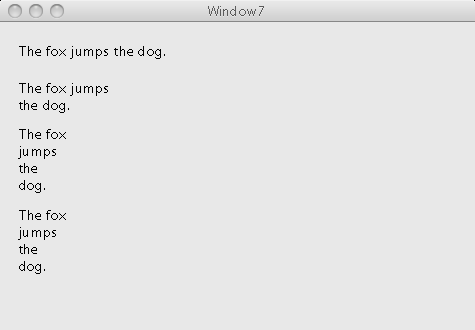 Window7
The fox jumps the dog.
The fox jumps
the dog.
The fox
jumps
the
dog.
The fox
jumps
the
dog.